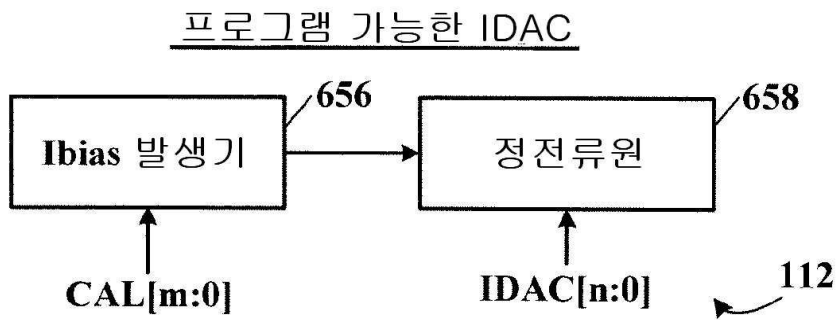 프로그램 가능한 IDAC
656
658
Ibias 발생기
정전류원
CAL[m:0]
IDAC[n:0]
112